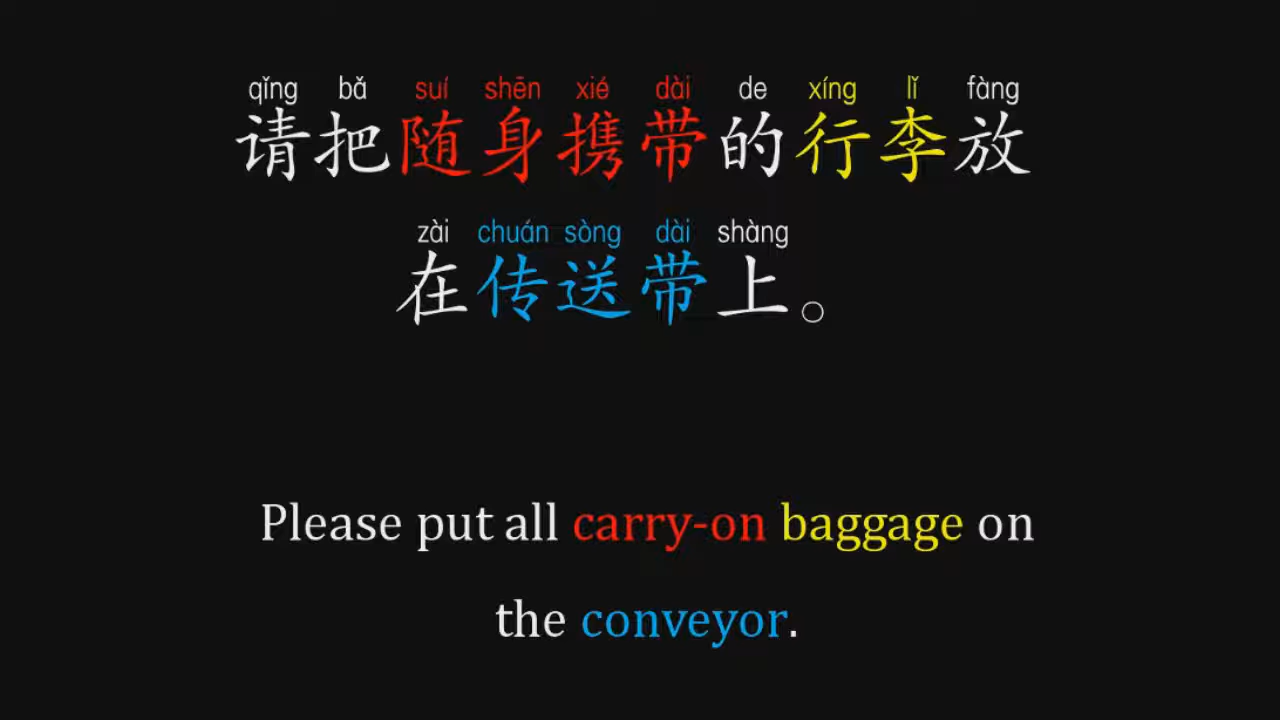 qǐng bǎ suí shēn xié dài de xíng lǐ fàng
请把随身携带的行李放
zài chuán sòng dài shàng
在传送带上。
Please put all carry-on baggage on
the conveyor.